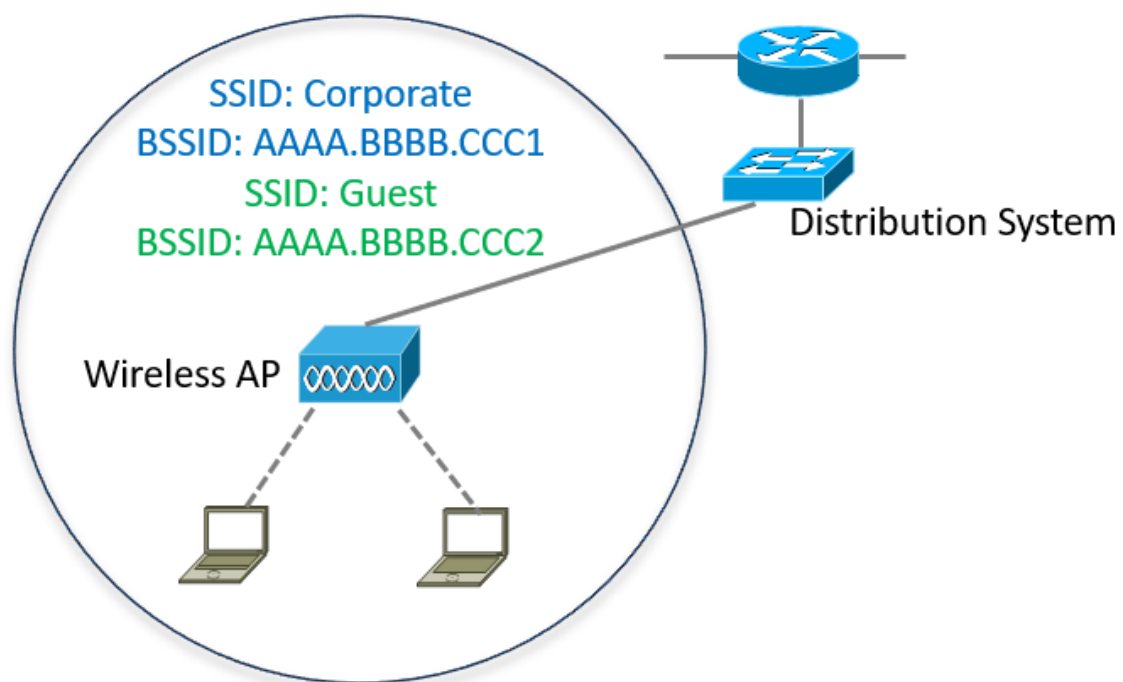 SSID: Corporate
BSSID: AAAA.BBBB.CCC1
SSID: Guest
BSSID: AAAA.BBBB.CCC2
Distribution System
Wireless AP